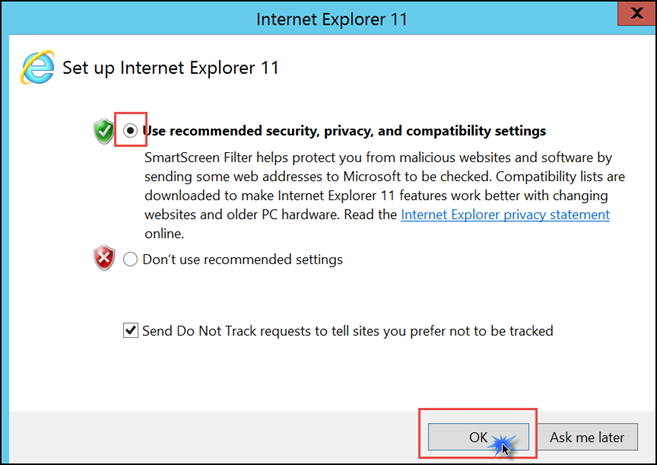 Internet Explorer 11
X
Set up Internet Explorer 11
Use recommended security, privacy, and compatibility settings
SmartScreen Filter helps protect you from malicious websites and software by
sending some web addresses to Microsoft to be checked. Compatibility lists are
downloaded to make Internet Explorer 11 features work better with changing
websites and older PC hardware. Read the Internet Explorer privacy statement
online.
Don't use recommended settings
Send Do Not Track requests to tell sites you prefer not to be tracked
OK Ask me later